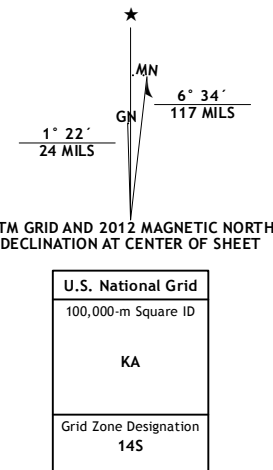 ★
MN
GN
6° 34´
117 MILS
1° 22´
24 MILS
TM GRID AND 2012 MAGNETIC NORTH
DECLINATION AT CENTER OF SHEET
U.S. National Grid
100,000-m Square ID
KA
Grid Zone Designation
14S